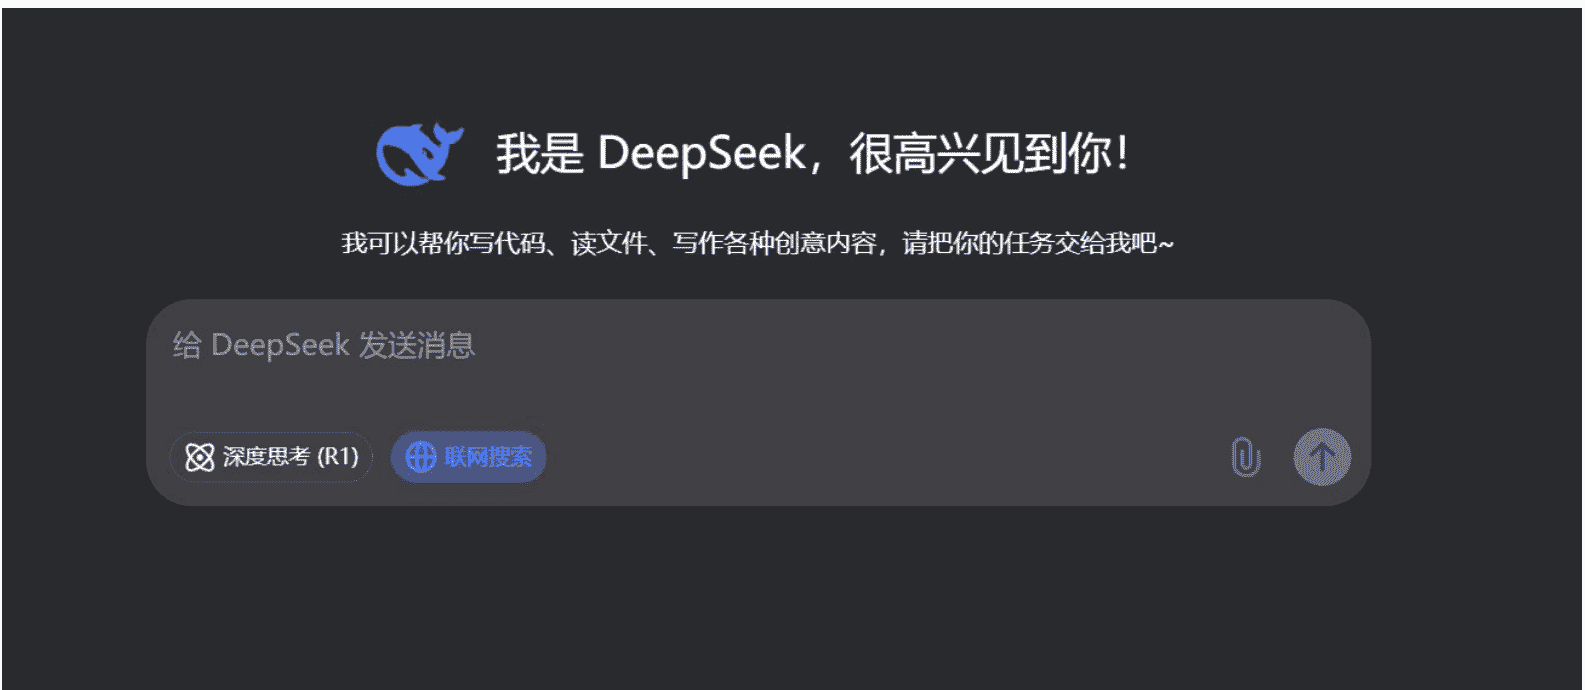 我是 DeepSeek，很高兴见到你！
我可以帮你写代码、读文件、写作各种创意内容，请把你的任务交给我吧~
给 DeepSeek 发送消息
深度思考 (R1) 联网搜索